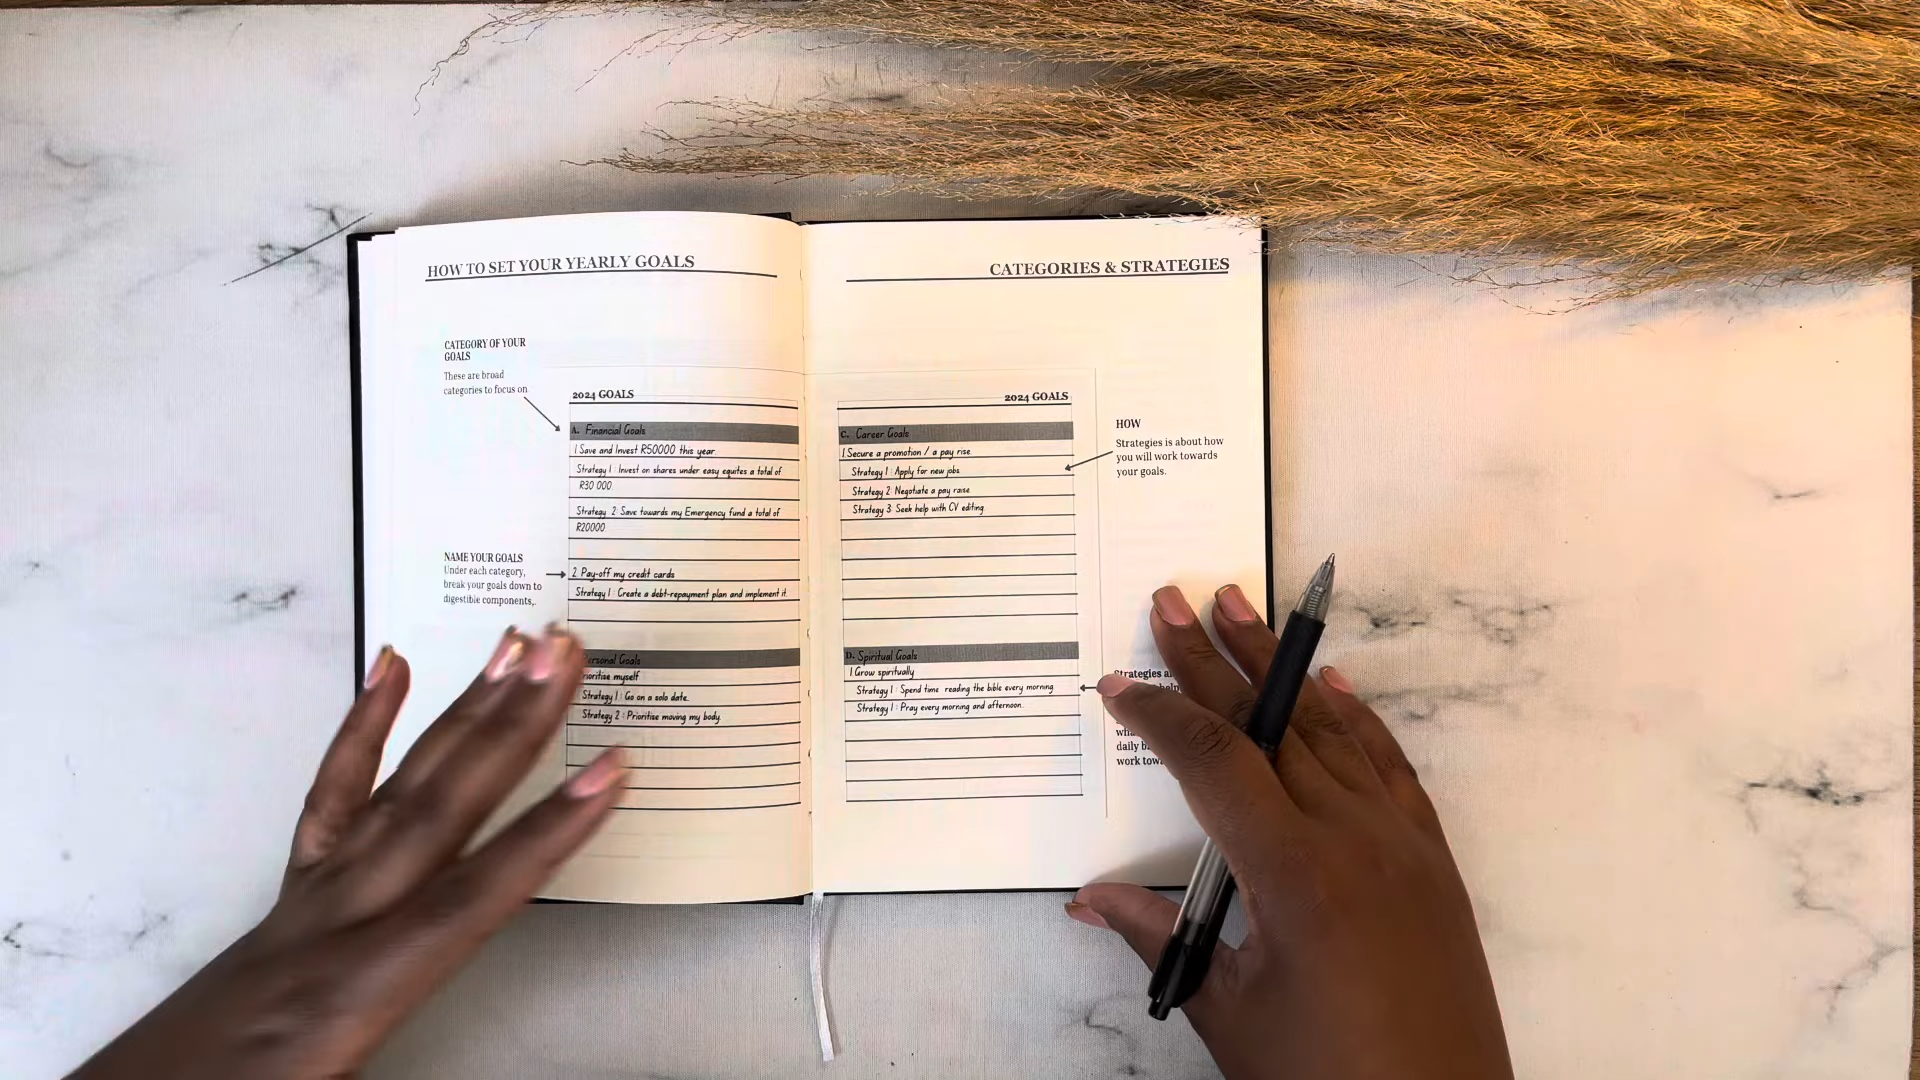 HOW TO SET YOUR YEARLY GOALS
CATEGORY OF YOUR
GOALS
These are broad
categories to focus on
2024 GOALS
A. Financial Goals
1 Save and Invest R50000 this year.
Strategy 1 : Invest on shares under easy equites a total of
R30 000.
Strategy 2: Save towards my Emergency fund a total of
R20000
NAME YOUR GOALS
Under each category,
break your goals down to
digestible components,.
2 Pay-off my credit cards
Strategy 1 : Create a debt-repayment plan and implement it.
Personal Goals
myself
Strategy 1 : Go on a solo date.
Strategy 2 : Prioritise moving my body.
CATEGORIES & STRATEGIES
2024 GOALS
C. Career Goals
1.Secure a promotion / a pay rise.
Strategy 1 : Apply for new jobs
Strategy 2: Negotiate a pay raise
Strategy 3: Seek help with CV editing
HOW
Strategies is about how
you will work towards
your goals.
D. Spiritual Goals
1.Grow spiritually
Strategy 1 : Spend time reading the bible every morning
Strategy 1 : Pray every morning and afternoon.
Strategies
daily
work